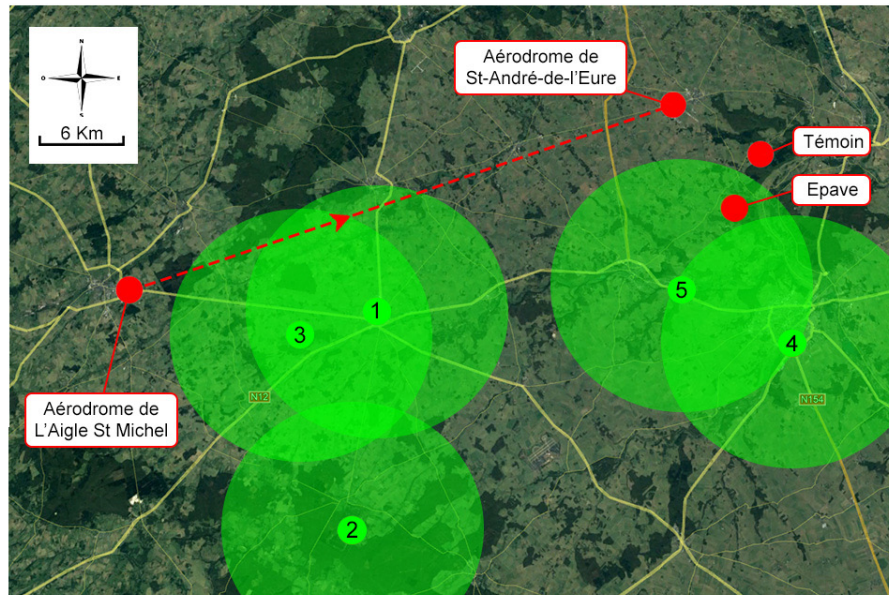 N
O
E
S
6 Km
Aérodrome de
St-André-de-l'Eure
Témoin
Epave
1
3
5
4
Aérodrome de
L'Aigle St Michel
N12
N154
2